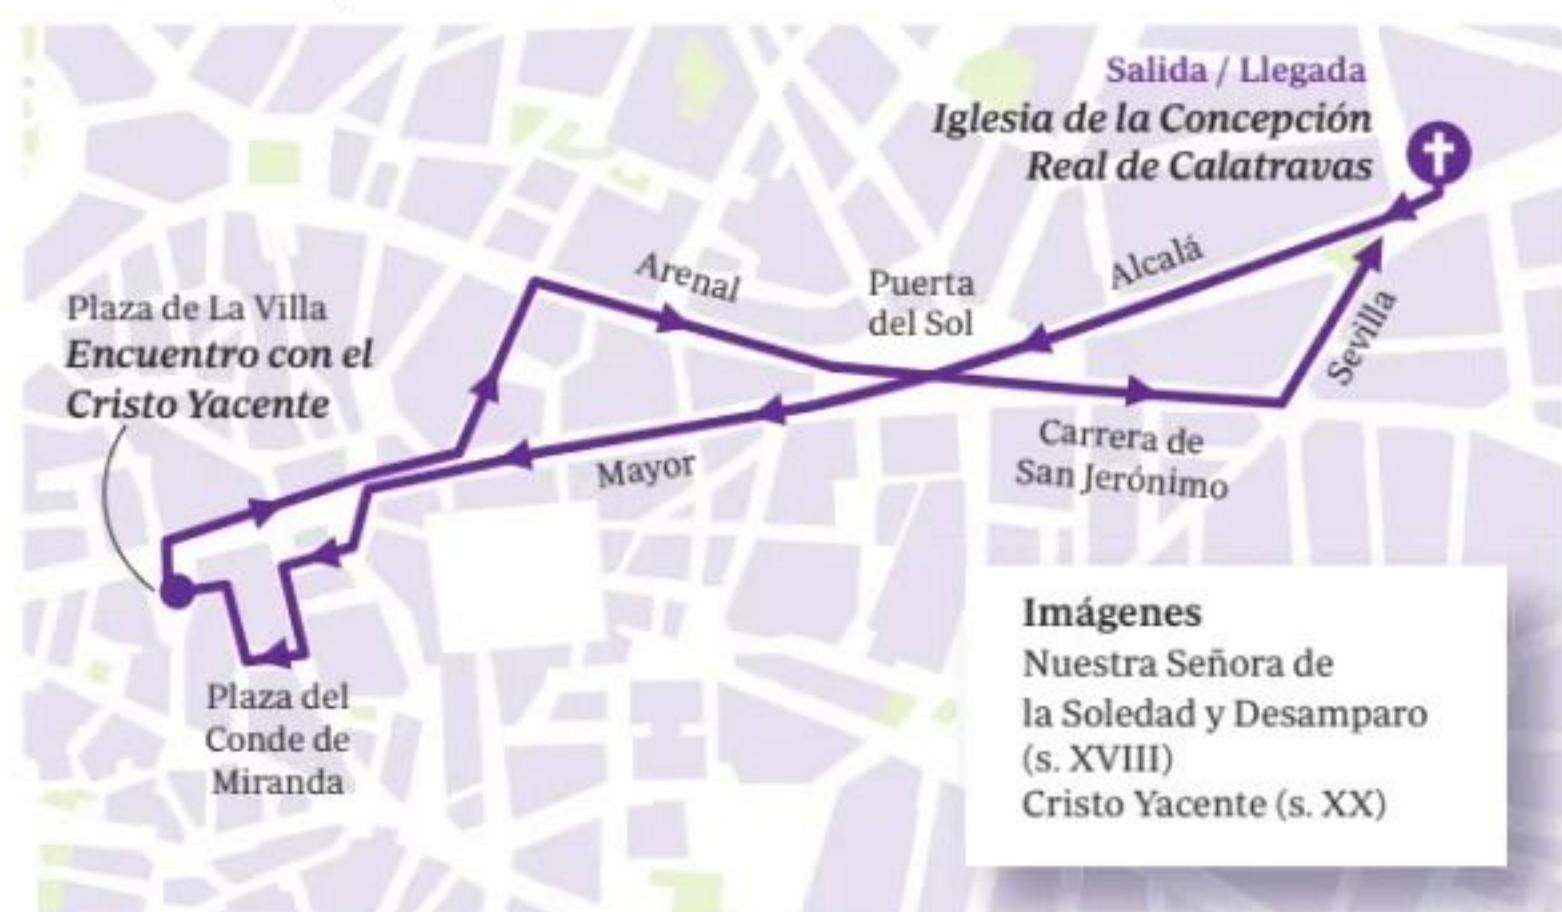 Salida / Llegada
Iglesia de la Concepción
Real de Calatravas
Alcalá
Arenal
Puerta
del Sol
Sevilla
Plaza de La Villa
Encuentro con el
Cristo Yacente
Carrera de
San Jerónimo
Mayor
Plaza del
Conde de
Miranda
Imágenes
Nuestra Señora de
la Soledad y Desamparo
(s. XVIII)
Cristo Yacente (s. XX)